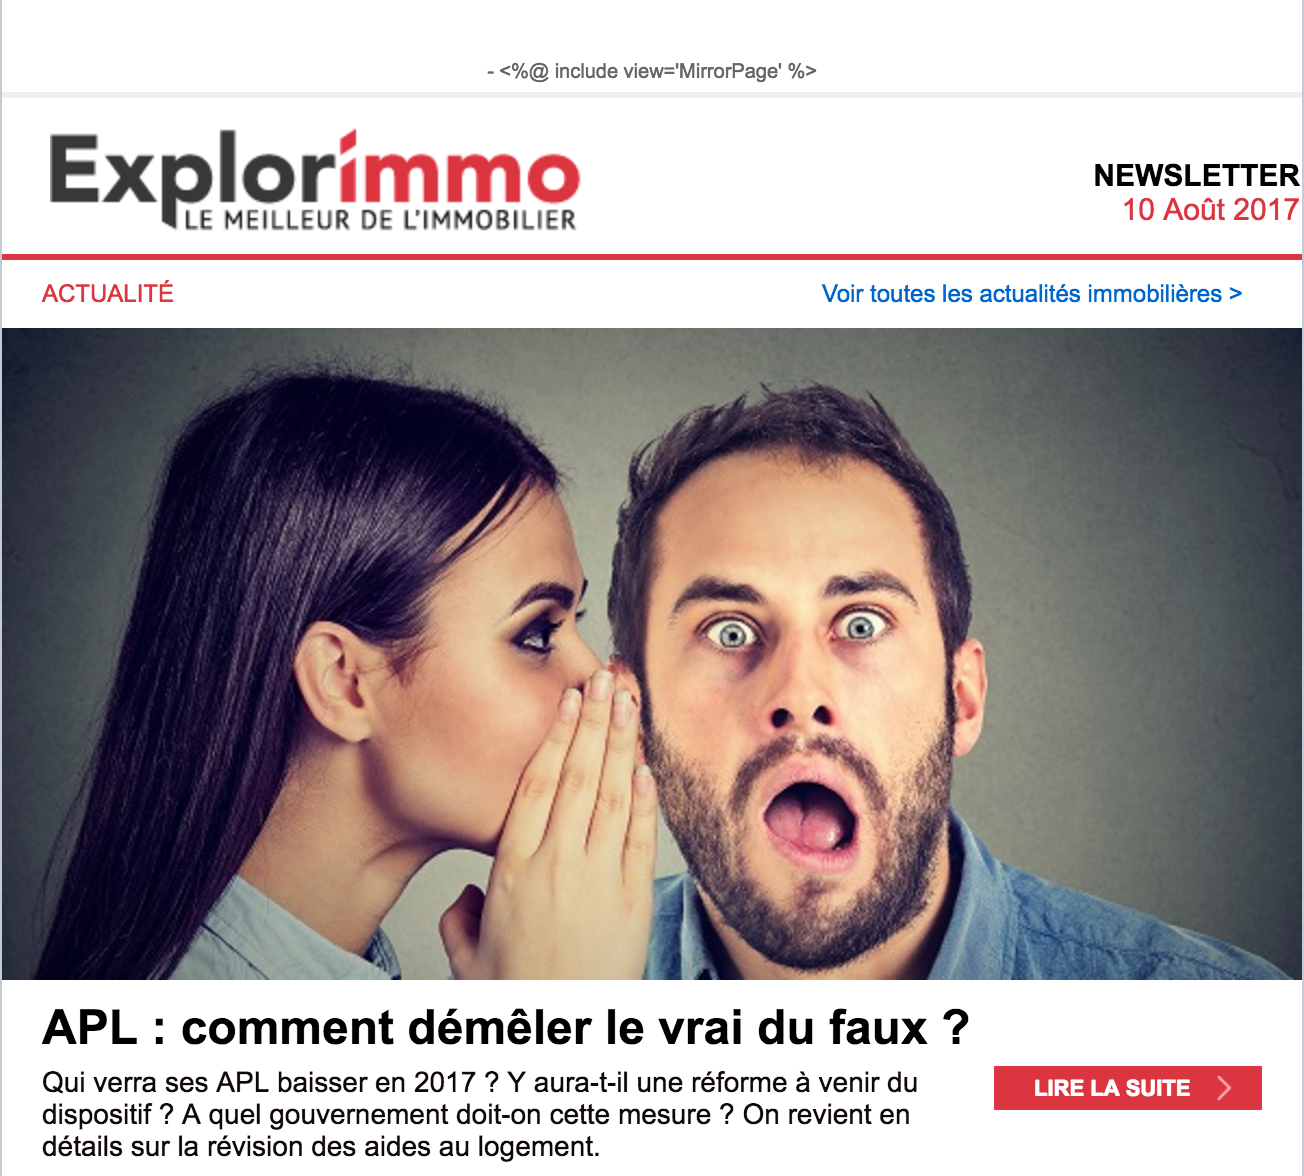 - <%@ include view='MirrorPage' %>
Explorimmo
LE MEILLEUR DE L'IMMOBILIER
NEWSLETTER
10 Août 2017
ACTUALITÉ
Voir toutes les actualités immobilières >
APL : comment démêler le vrai du faux ?
Qui verra ses APL baisser en 2017 ? Y aura-t-il une réforme à venir du
dispositif ? A quel gouvernement doit-on cette mesure ? On revient en
détails sur la révision des aides au logement.
LIRE LA SUITE